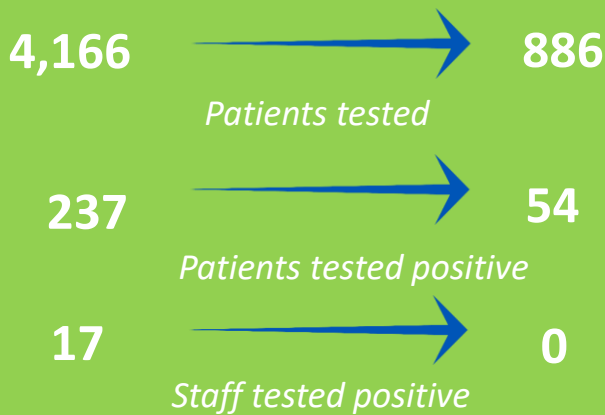 4,166 886
Patients tested
237 54
Patients tested positive
17 0
Staff tested positive